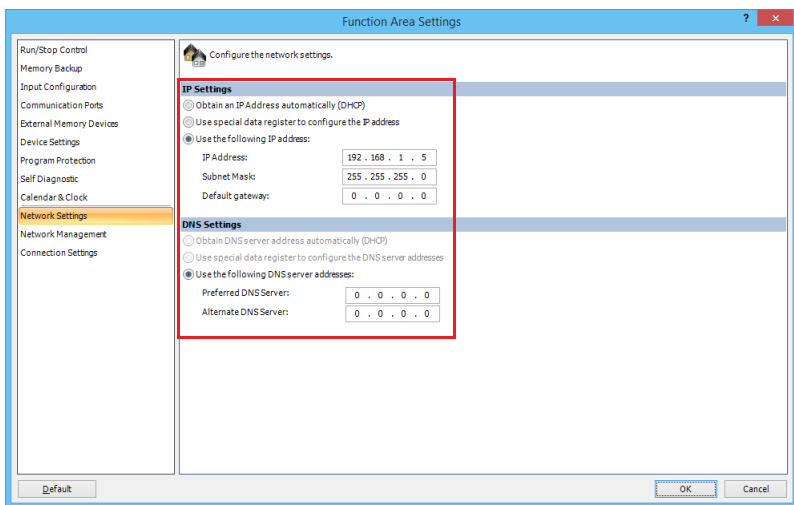 Function Area Settings
?
×
Run/Stop Control
Memory Backup
Input Configuration
Communication Ports
External Memory Devices
Device Settings
Program Protection
Self Diagnostic
Calendar & Clock
Network Settings
Network Management
Connection Settings
Configure the network settings.
IP Settings
Obtain an IP Address automatically (DHCP)
Use special data register to configure the IP address
Use the following IP address:
IP Address: 192 . 168 . 1 . 5
Subnet Mask: 255 . 255 . 255 . 0
Default gateway: 0 . 0 . 0 . 0
DNS Settings
Obtain DNS server address automatically (DHCP)
Use special data register to configure the DNS server addresses
Use the following DNS server addresses:
Preferred DNS Server: 0 . 0 . 0 . 0
Alternate DNS Server: 0 . 0 . 0 . 0
Default
OK
Cancel